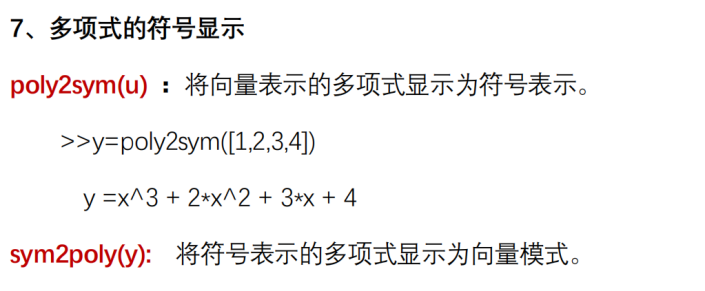 7、多项式的符号显示
poly2sym(u) ：将向量表示的多项式显示为符号表示。
>>y=poly2sym([1,2,3,4])
y =x^3 + 2*x^2 + 3*x + 4
sym2poly(y): 将符号表示的多项式显示为向量模式。